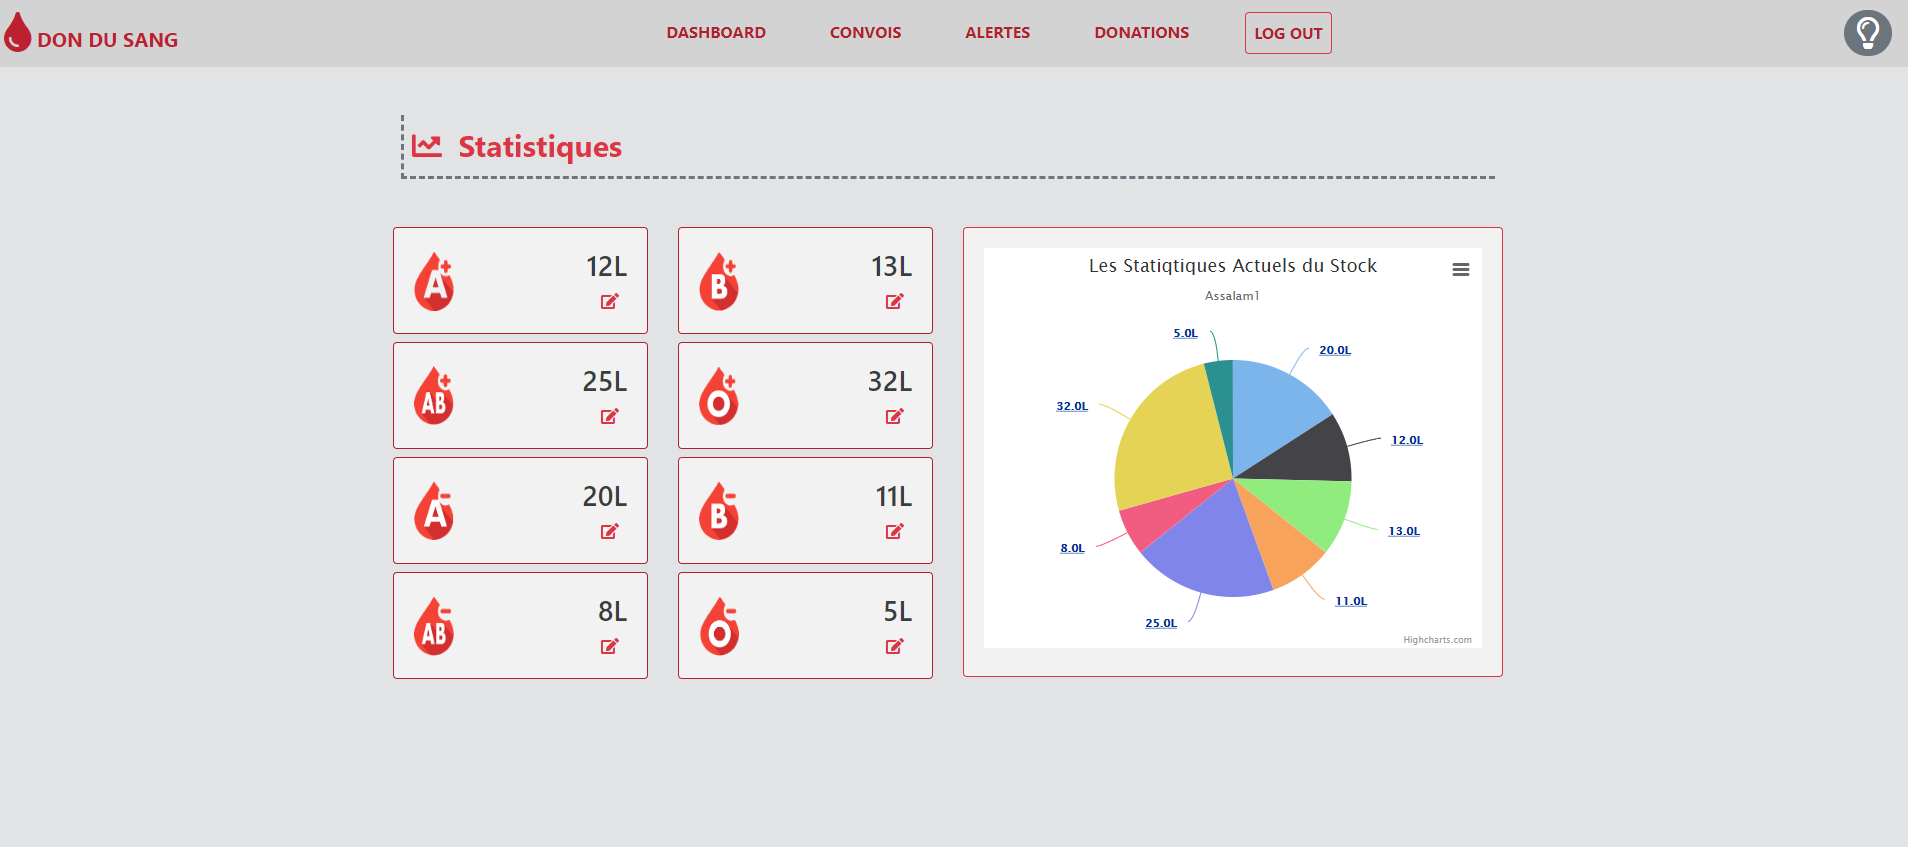 DON DU SANG
DASHBOARD
CONVOIS
ALERTES
DONATIONS
LOG OUT
Statistiques
A+
12L
B+
13L
AB+
25L
O+
32L
A-
20L
B-
11L
AB-
8L
O-
5L
Les Statiqtiques Actuels du Stock
Assalam1
5.0L
20.0L
32.0L
12.0L
13.0L
8.0L
11.0L
25.0L
Highcharts.com